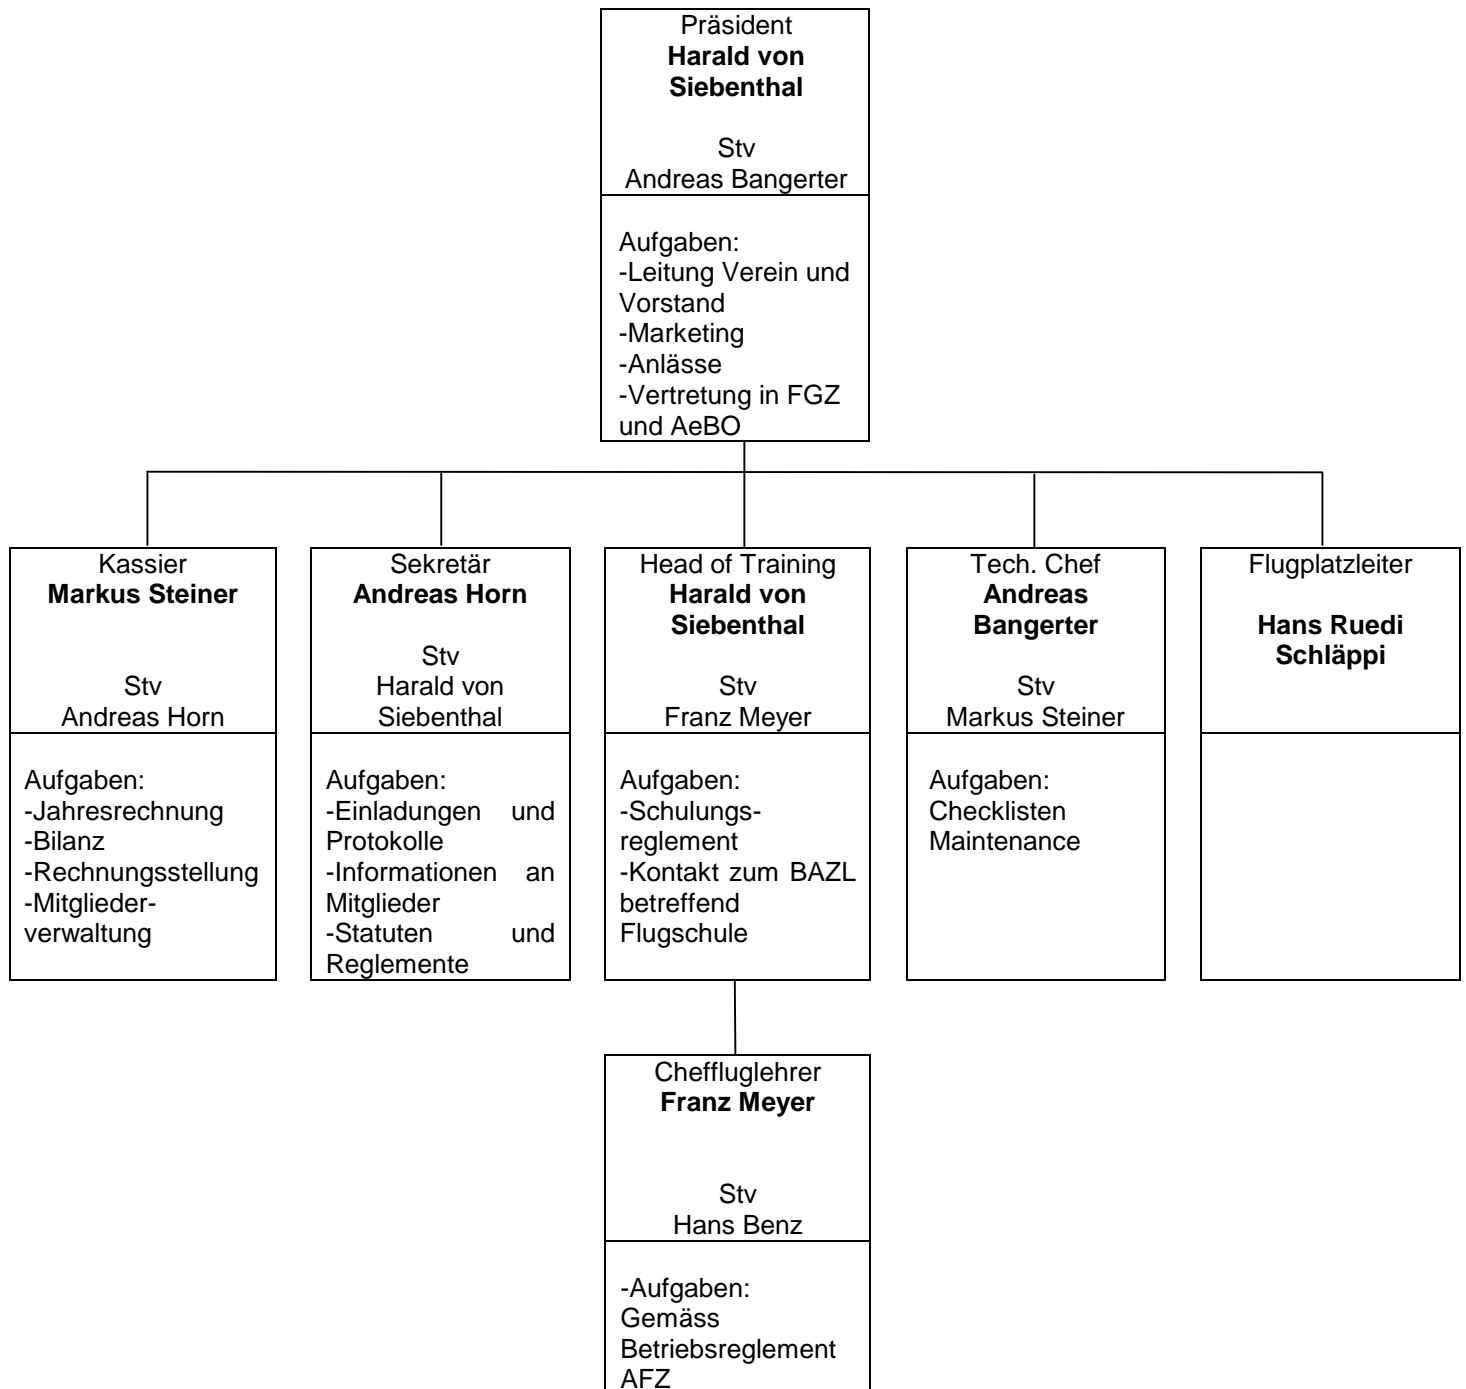 Präsident
Harald von
Siebenthal
Stv
Andreas Bangerter
Aufgaben:
-Leitung Verein und
Vorstand
-Marketing
-Anlässe
-Vertretung in FGZ
und AeBO
Kassier
Markus Steiner
Stv
Andreas Horn
Aufgaben:
-Jahresrechnung
-Bilanz
-Rechnungsstellung
-Mitglieder-
verwaltung
Sekretär
Andreas Horn
Stv
Harald von
Siebenthal
Aufgaben:
-Einladungen und
Protokolle
-Informationen an
Mitglieder
-Statuten und
Reglemente
Head of Training
Harald von
Siebenthal
Stv
Franz Meyer
Aufgaben:
-Schulungs-
reglement
-Kontakt zum BAZL
betreffend
Flugschule
Tech. Chef
Andreas
Bangerter
Stv
Markus Steiner
Aufgaben:
Checklisten
Maintenance
Flugplatzleiter
Hans Ruedi
Schläppi
Cheffluglehrer
Franz Meyer
Stv
Hans Benz
-Aufgaben:
Gemäss
Betriebsreglement
AFZ